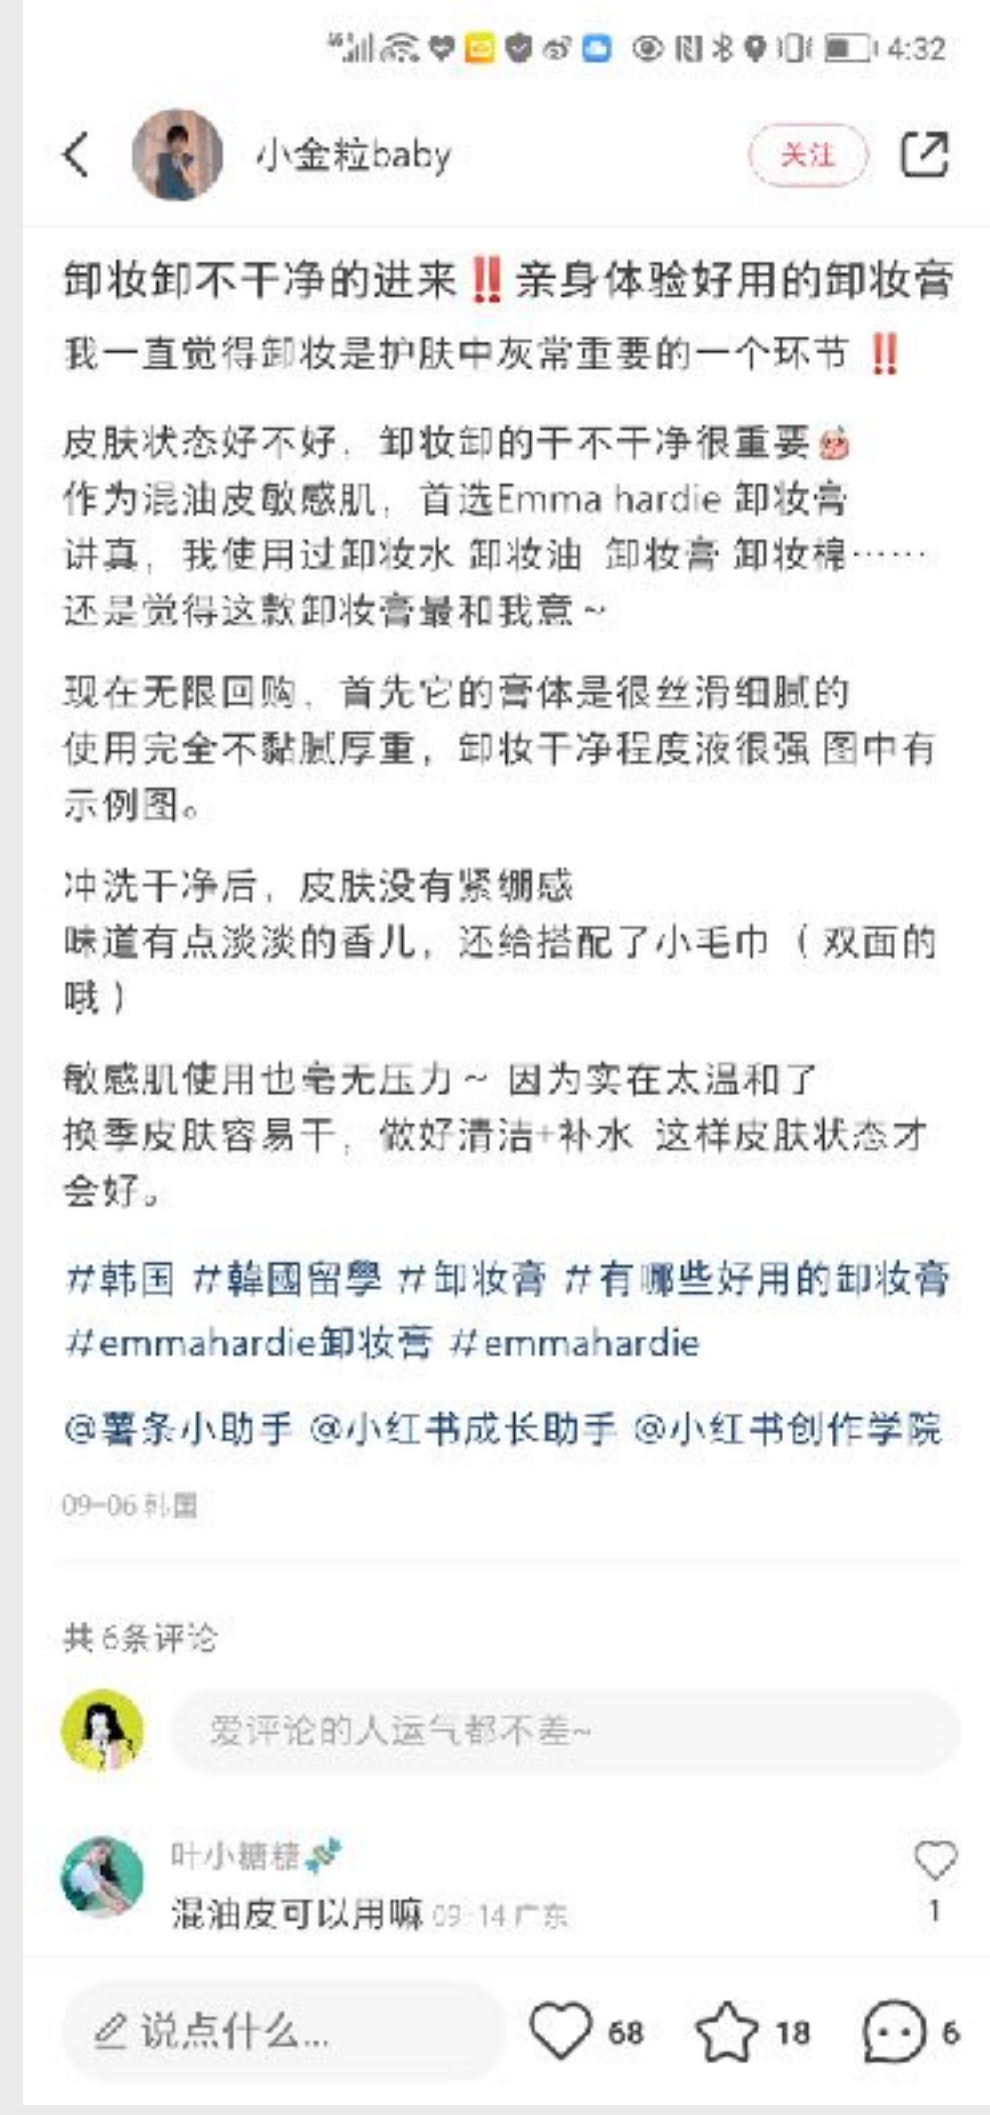 4:32
小金粒baby
关注
卸妆卸不干净的进来‼️亲身体验好用的卸妆膏
我一直觉得卸妆是护肤中灰常重要的一个环节‼️
皮肤状态好不好，卸妆卸的干不干净很重要
作为混油皮敏感肌，首选Emma hardie 卸妆膏
讲真，我使用过卸妆水 卸妆油 卸妆膏 卸妆棉……
还是觉得这款卸妆膏最和我意~
现在无限回购，首先它的膏体是很丝滑细腻的
使用完全不黏腻厚重，卸妆干净程度液很强 图中有
示例图。
冲洗干净后，皮肤没有紧绷感
味道有点淡淡的香儿，还给搭配了小毛巾（双面的
哦）
敏感肌使用也毫无压力~ 因为实在太温和了
换季皮肤容易干，做好清洁+补水 这样皮肤状态才
会好。
#韩国 #韓國留學 #卸妆膏 #有哪些好用的卸妆膏
#emmahardie卸妆膏 #emmahardie
@薯条小助手 @小红书成长助手 @小红书创作学院
09-06 韩国
共 6条评论
爱评论的人运气都不差~
叶小糖糖
混油皮可以用嘛 09-14 广东
1
说点什么...
68
18
6